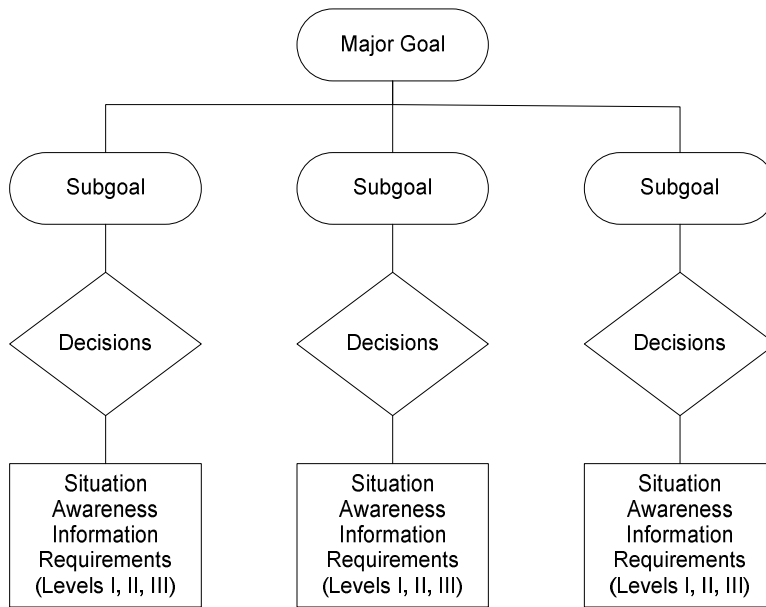 Major Goal
Subgoal
Subgoal
Subgoal
Decisions
Decisions
Decisions
Situation
Awareness
Information
Requirements
(Levels I, II, III)
Situation
Awareness
Information
Requirements
(Levels I, II, III)
Situation
Awareness
Information
Requirements
(Levels I, II, III)